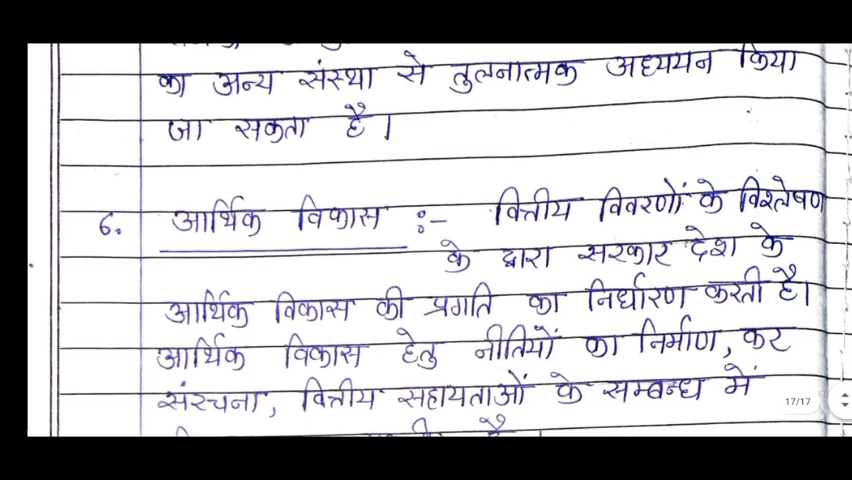 का अन्य संस्था से तुलनात्मक अध्ययन किया
जा सकता है।
6. आर्थिक विकास :- वित्तीय विवरणों के विश्लेषण
के द्वारा सरकार देश के
आर्थिक विकास की प्रगति का निर्धारण करती है।
आर्थिक विकास हेतु नीतियों का निर्माण, कर
संरचना, वित्तीय सहायताओं के सम्बन्ध में
है।
17/17